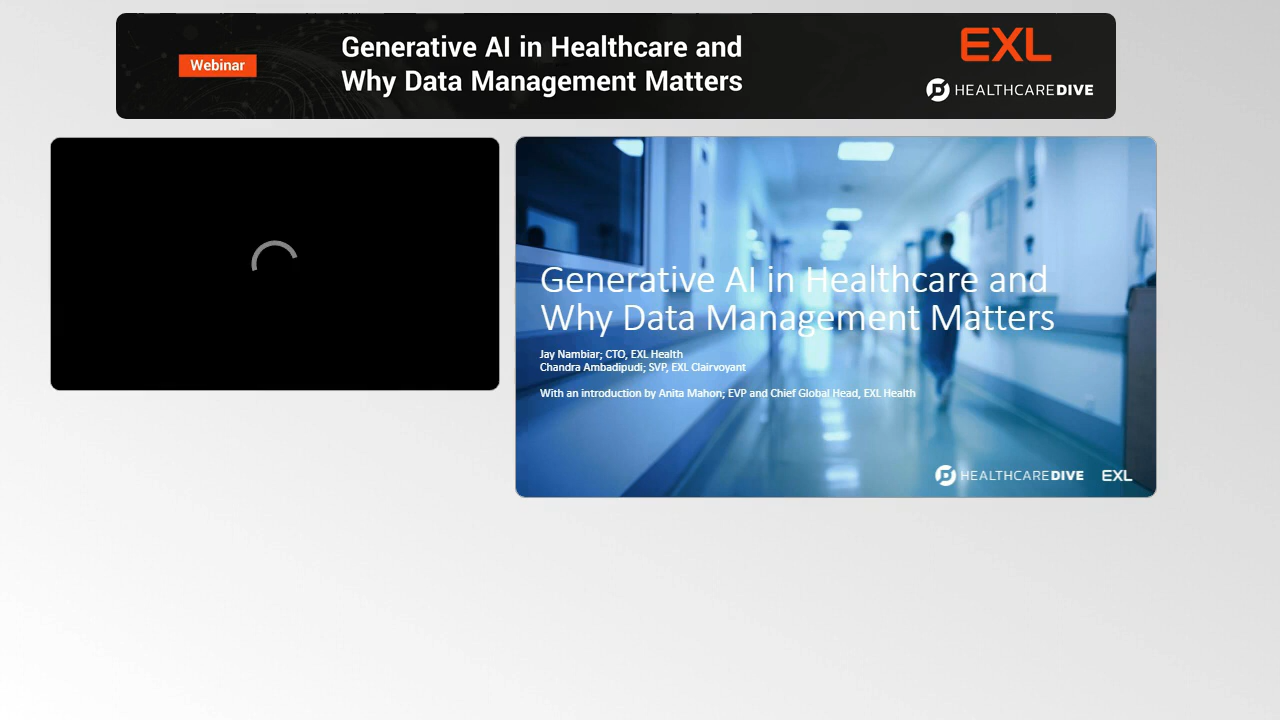 Webinar
Generative AI in Healthcare and
Why Data Management Matters
EXL
HEALTHCAREDIVE
Generative AI in Healthcare and
Why Data Management Matters
Jay Nambiar; CTO, EXL Health
Chandra Ambadipudi; SVP, EXL Clairvoyant
With an introduction by Anita Mahon; EVP and Chief Global Head, EXL Health
HEALTHCAREDIVE EXL